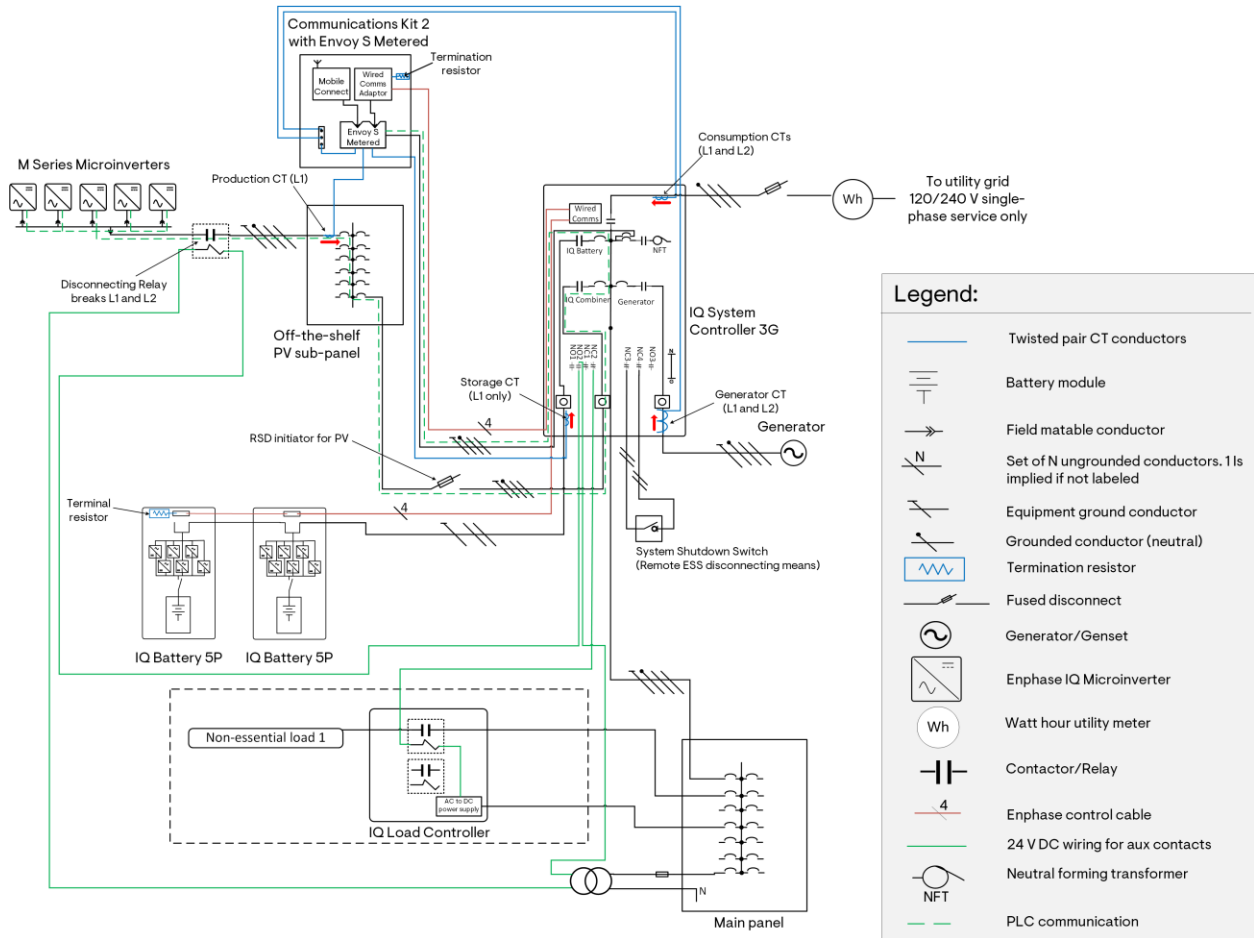 Communications Kit 2
with Envoy S Metered
Termination
resistor
Mobile
Connect
Wired
Comms
Adaptor
Envoy S
Metered
Consumption CTs
(L1 and L2)
M Series Microinverters
Production CT (L1)
Wired
Comms
Wh
To utility grid
120/240 V single-
phase service only
IQ Battery
NFT
Disconnecting Relay
breaks L1 and L2
IQ Combiner
Generator
Off-the-shelf
PV sub-panel
IQ System
Controller 3G
NO1
NO2
NC1
NC2
NC3
NC4
NO3
N
Storage CT
(L1 only)
Generator CT
(L1 and L2)
4
Generator
RSD initiator for PV
Terminal
resistor
4
System Shutdown Switch
(Remote ESS disconnecting means)
IQ Battery 5P
IQ Battery 5P
Non-essential load 1
AC to DC
power supply
IQ Load Controller
N
Main panel
Legend:
Twisted pair CT conductors
Battery module
Field matable conductor
N
Set of N ungrounded conductors. 1 Is
implied if not labeled
Equipment ground conductor
Grounded conductor (neutral)
Termination resistor
Fused disconnect
Generator/Genset
Enphase IQ Microinverter
Wh
Watt hour utility meter
Contactor/Relay
4
Enphase control cable
24 V DC wiring for aux contacts
NFT
Neutral forming transformer
PLC communication